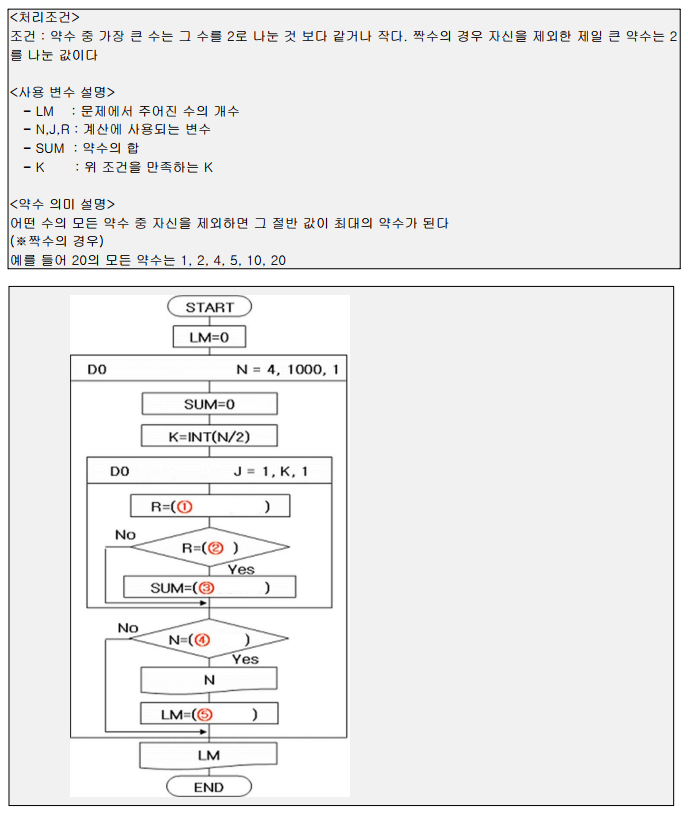 <처리조건>
조건 : 약수 중 가장 큰 수는 그 수를 2로 나눈 것 보다 같거나 작다. 짝수의 경우 자신을 제외한 제일 큰 약수는 2
를 나눈 값이다
<사용 변수 설명>
- LM : 문제에서 주어진 수의 개수
- N,J,R : 계산에 사용되는 변수
- SUM : 약수의 합
- K : 위 조건을 만족하는 K
<약수 의미 설명>
어떤 수의 모든 약수 중 자신을 제외하면 그 절반 값이 최대의 약수가 된다
(※짝수의 경우)
예를 들어 20의 모든 약수는 1, 2, 4, 5, 10, 20
START
LM=0
DO N = 4, 1000, 1
SUM=0
K=INT(N/2)
DO J = 1, K, 1
R=(① )
No
R=(② )
Yes
SUM=(③ )
No
N=(④ )
Yes
N
LM=(⑤ )
LM
END